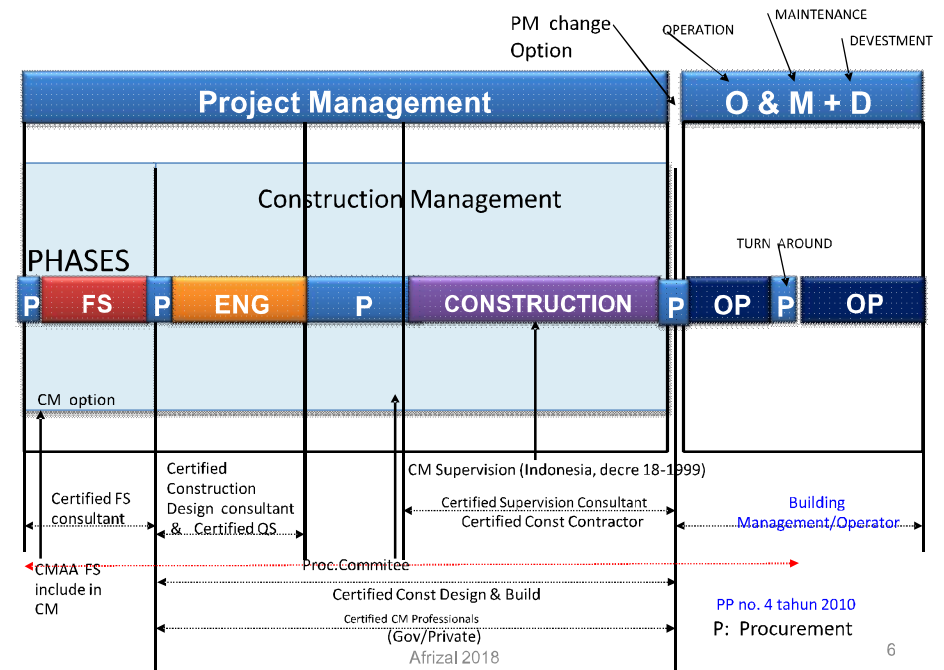 PM change
Option
OPERATION
MAINTENANCE
DEVESTMENT
Project Management
O & M + D
Construction Management
PHASES
TURN AROUND
P
FS
P
ENG
P
CONSTRUCTION
P
OP
P
OP
CM option
CM Supervision (Indonesia, decre 18-1999)
Certified FS
consultant
Certified
Construction
Design consultant
& Certified QS
Certified Supervision Consultant
Certified Const Contractor
Building
Management/Operator
CMAA FS
include in
CM
Proc.Commitee
Certified Const Design & Build
Certified CM Professionals
(Gov/Private)
PP no. 4 tahun 2010
P: Procurement
Afrizal 2018
6